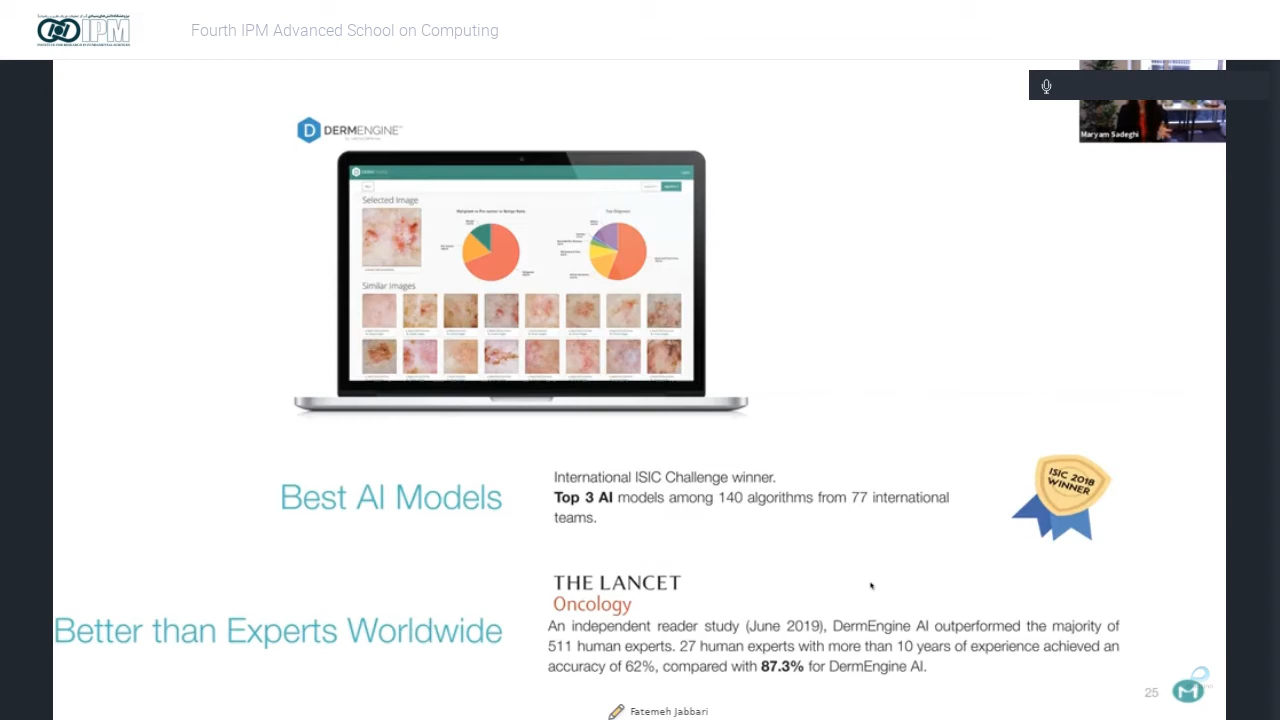 IPM
Fourth IPM Advanced School on Computing
Maryam Sadeghi
DERMENGINE
Selected Image
Similar Images
Best AI Models
International ISIC Challenge winner.
Top 3 AI models among 140 algorithms from 77 international
teams.
ISIC 2018
WINNER
THE LANCET
Oncology
Better than Experts Worldwide
An independent reader study (June 2019), DermEngine AI outperformed the majority of
511 human experts. 27 human experts with more than 10 years of experience achieved an
accuracy of 62%, compared with 87.3% for DermEngine AI.
25
Fatemeh Jabbari